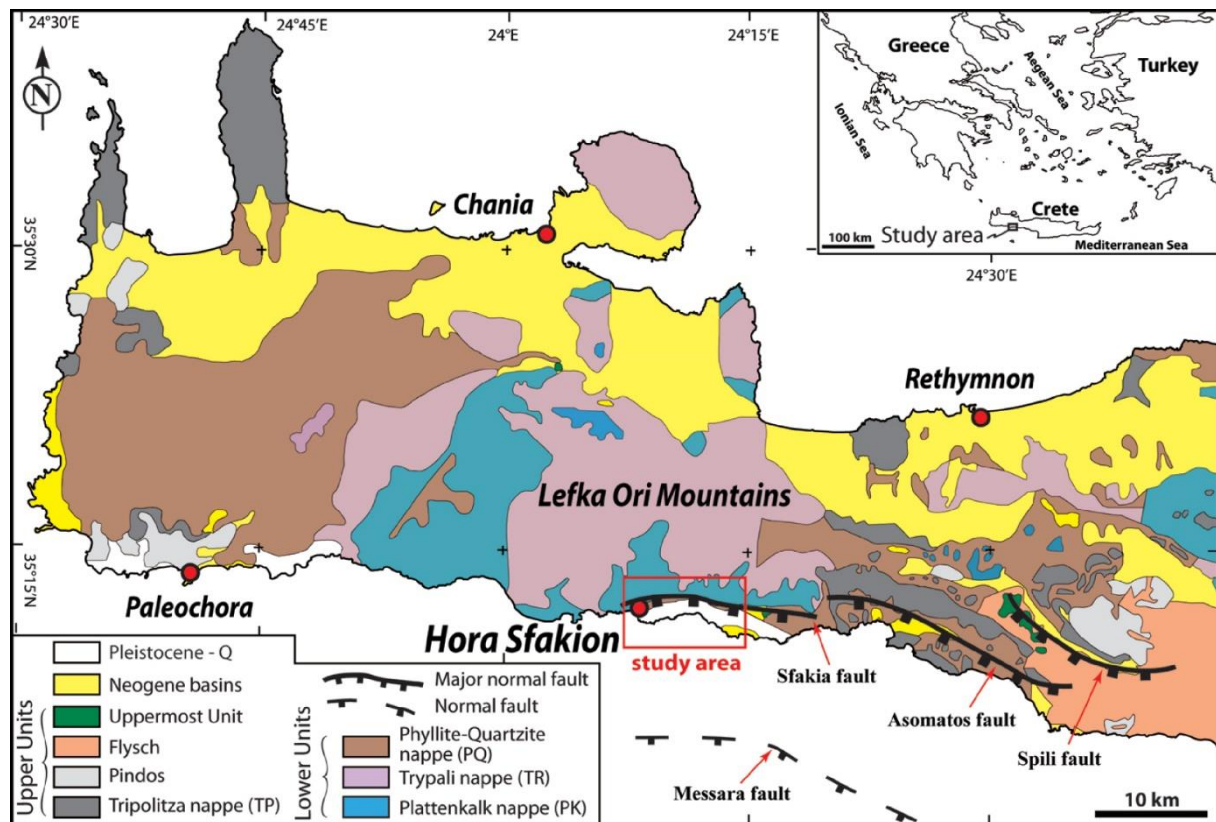 24°30′E
24°45′E
24°E
24°15′E
N
Greece
Turkey
Aegean Sea
Ionian Sea
Crete
100 km
Study area
Mediterranean Sea
35°30′N
24°30′E
Chania
Rethymnon
Lefka Ori Mountains
35°15′N
Paleochora
Hora Sfakion
study area
Sfakia fault
Asomatos fault
Spili fault
Messara fault
10 km
Pleistocene - Q
Neogene basins
Upper Units
Uppermost Unit
Flysch
Pindos
Tripolitza nappe (TP)
Major normal fault
Normal fault
Lower Units
Phyllite-Quartzite
nappe (PQ)
Trypali nappe (TR)
Plattenkalk nappe (PK)